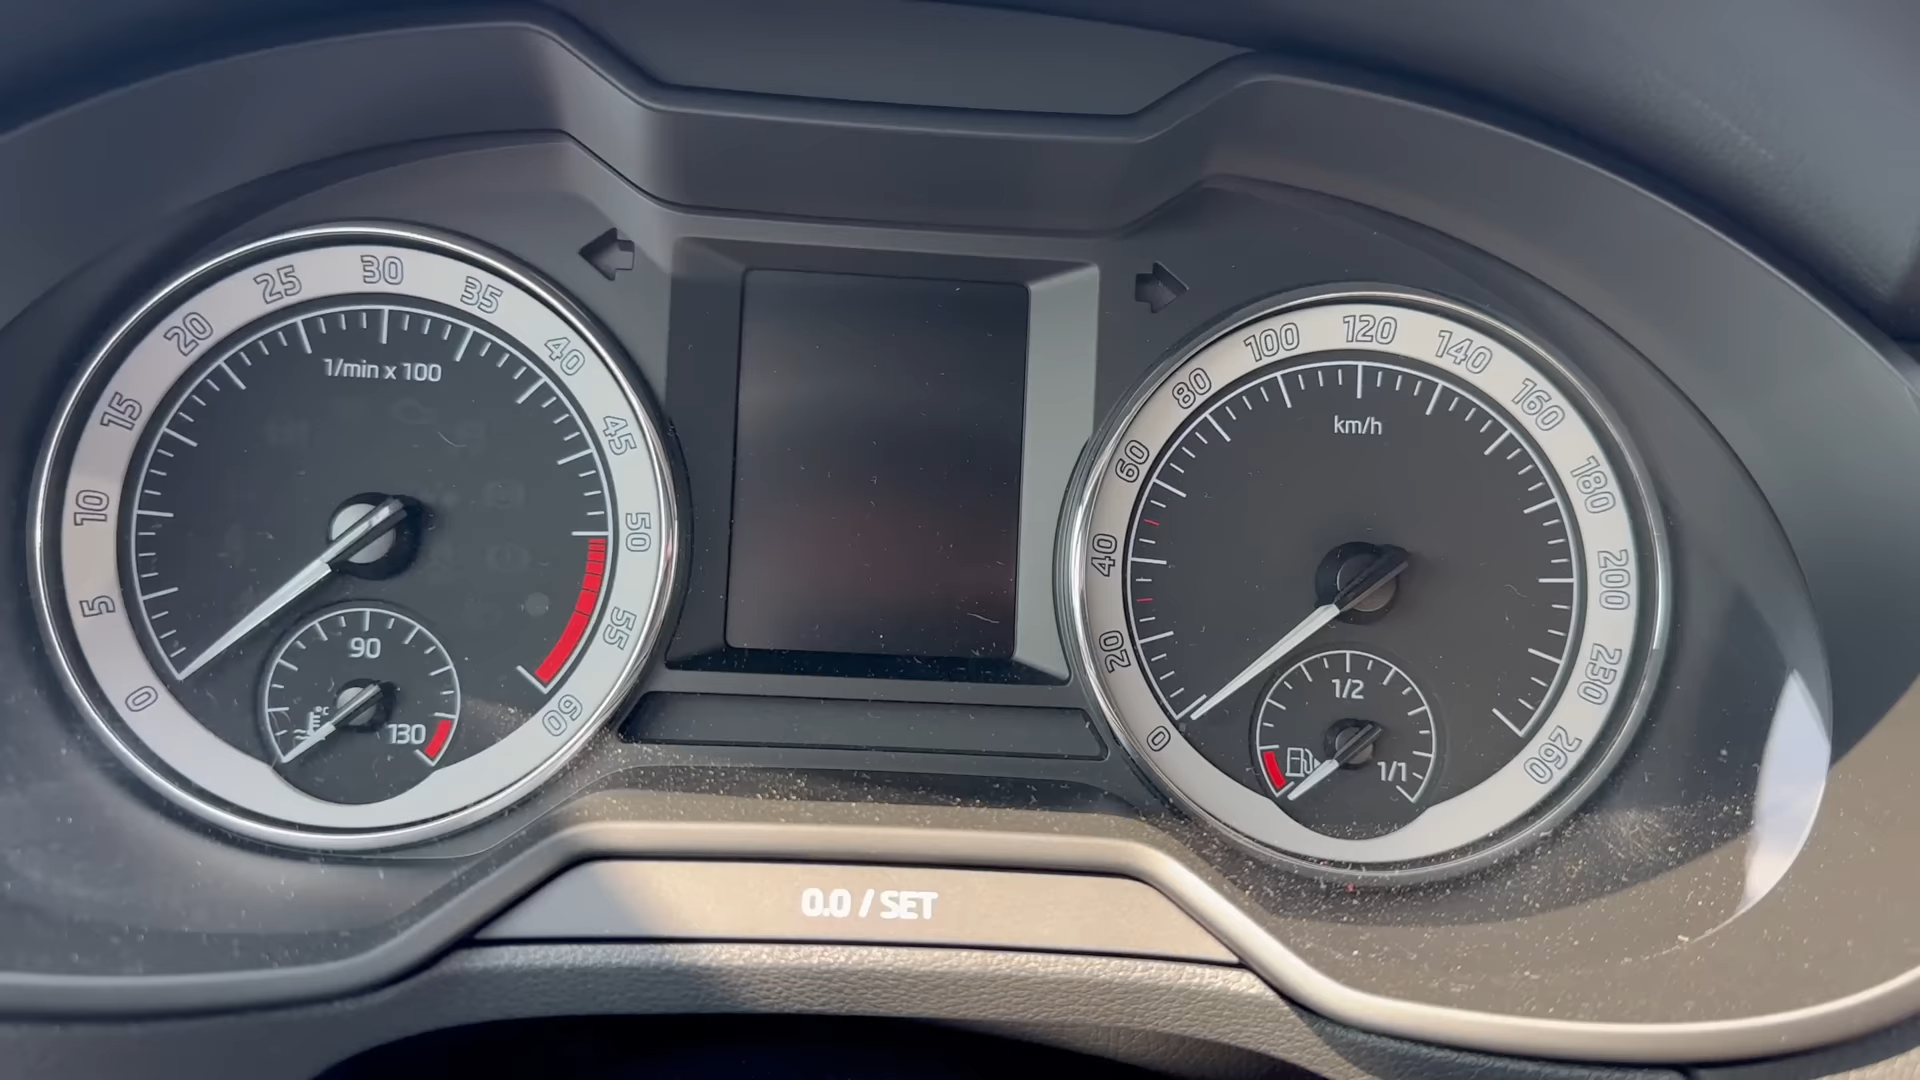 0 5 10 15 20 25 30 35 40 45 50 55 60
1/min x 100
90
°C
130
0 20 40 60 80 100 120 140 160 180 200 230 260
km/h
1/2
1/1
0.0 / SET